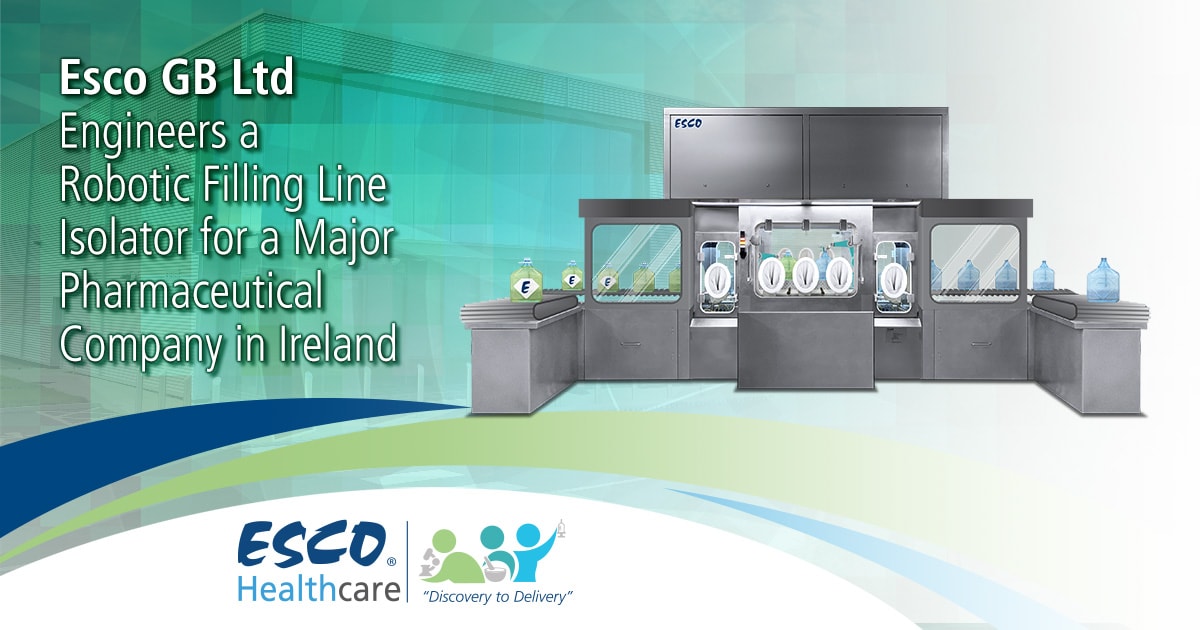 Esco GB Ltd
Engineers a
Robotic Filling Line
Isolator for a Major
Pharmaceutical
Company in Ireland
ESCO
E
E
E
ESCO®
Healthcare
“Discovery to Delivery”